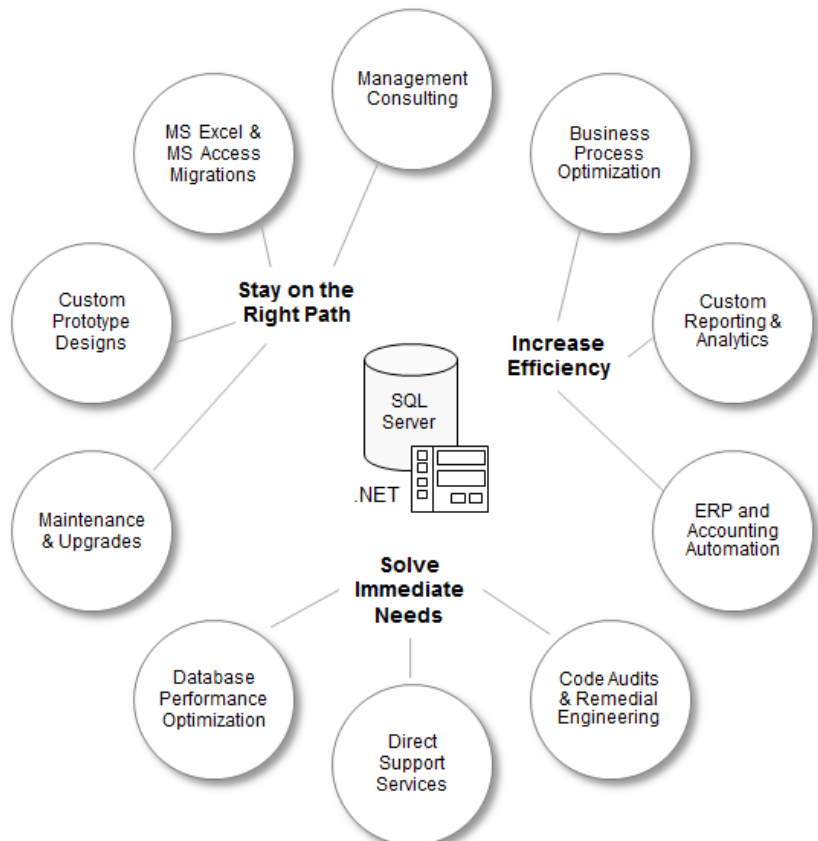 Management
Consulting
MS Excel &
MS Access
Migrations
Business
Process
Optimization
Custom
Prototype
Designs
Stay on the
Right Path
Custom
Reporting &
Analytics
Increase
Efficiency
SQL
Server
.NET
Maintenance
& Upgrades
ERP and
Accounting
Automation
Solve
Immediate
Needs
Database
Performance
Optimization
Direct
Support
Services
Code Audits
& Remedial
Engineering